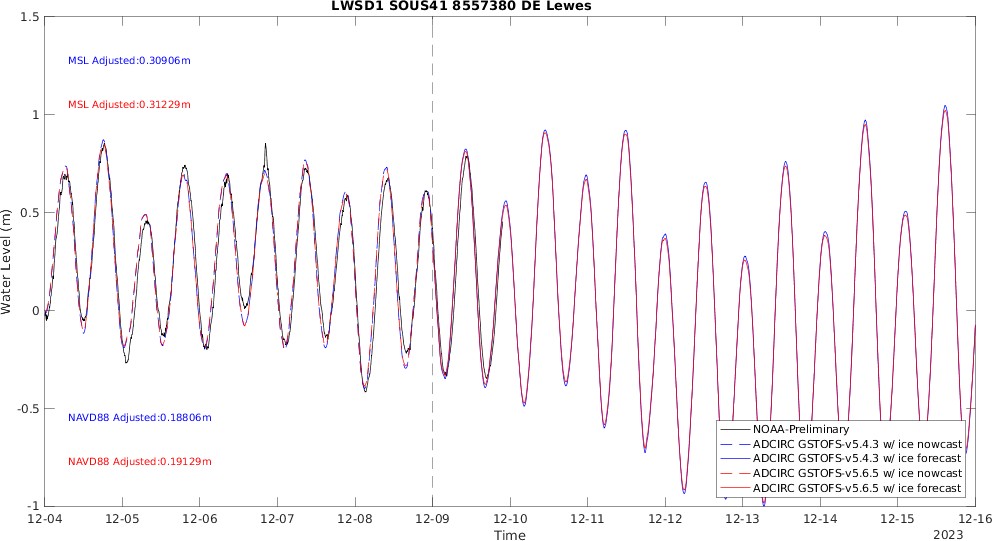 LWSD1 SOUS41 8557380 DE Lewes
1.5
MSL Adjusted:0.30906m
MSL Adjusted:0.31229m
1
0.5
Water Level (m)
0
-0.5
NAVD88 Adjusted:0.18806m
NAVD88 Adjusted:0.19129m
-1
NOAA-Preliminary
ADCIRC GSTOFS-v5.4.3 w/ ice nowcast
ADCIRC GSTOFS-v5.4.3 w/ ice forecast
ADCIRC GSTOFS-v5.6.5 w/ ice nowcast
ADCIRC GSTOFS-v5.6.5 w/ ice forecast
12-04 12-05 12-06 12-07 12-08 12-09 12-10 12-11 12-12 12-13 12-14 12-15 12-16
Time
2023